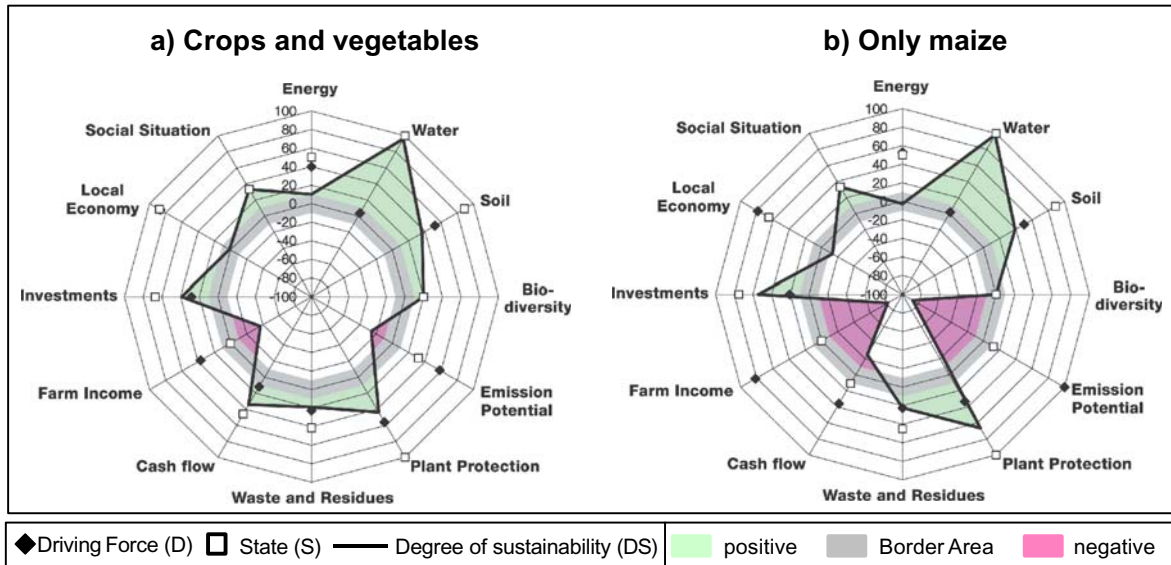 a) Crops and vegetables
Energy
100
80
60
40
20
0
-20
-40
-60
-80
-100
Social Situation
Water
Local
Economy
Soil
Investments
Bio-
diversity
Farm Income
Emission
Potential
Cash flow
Plant Protection
Waste and Residues
b) Only maize
Energy
100
80
60
40
20
0
-20
-40
-60
-80
-100
Social Situation
Water
Local
Economy
Soil
Investments
Bio-
diversity
Farm Income
Emission
Potential
Cash flow
Plant Protection
Waste and Residues
Driving Force (D) State (S) Degree of sustainability (DS) positive Border Area negative